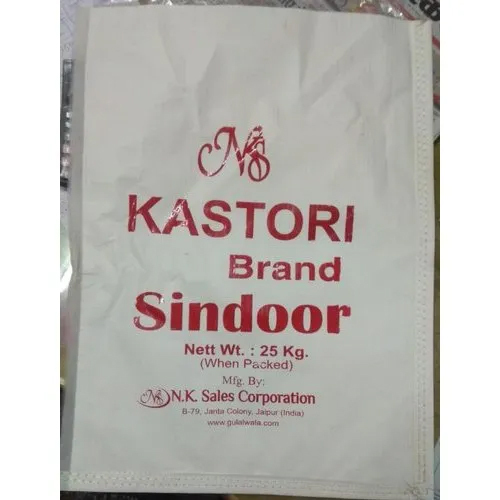 NS
KASTORI
Brand
Sindoor
Nett Wt. : 25 Kg.
(When Packed)
Mfg. By:
NS N.K. Sales Corporation
B-79, Janta Colony, Jaipur (India)
www.gulalwala.com